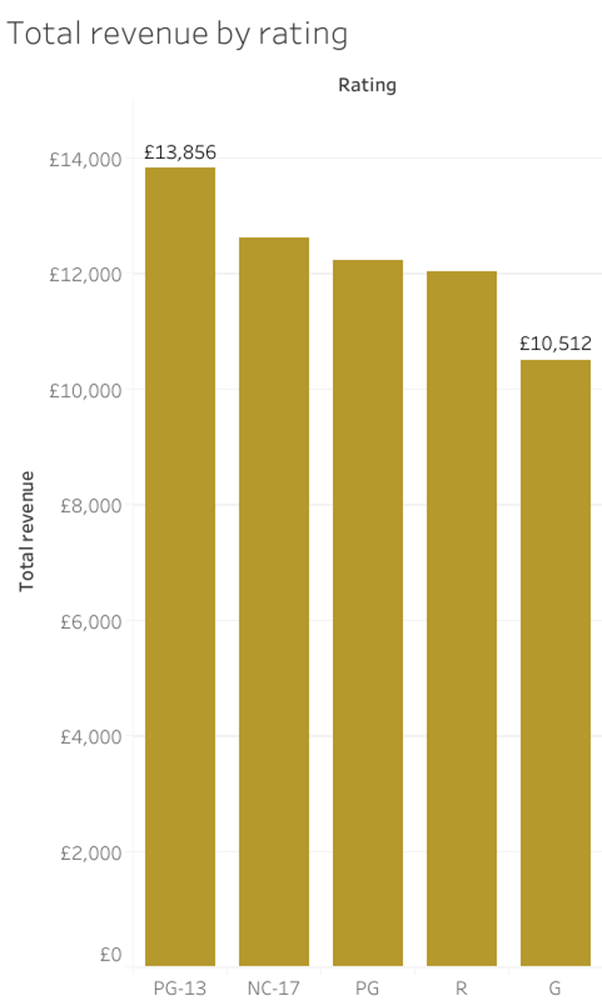 Total revenue by rating
Rating
£14,000
£13,856
£12,000
£10,512
£10,000
£8,000
Total revenue
£6,000
£4,000
£2,000
£0
PG-13 NC-17 PG R G